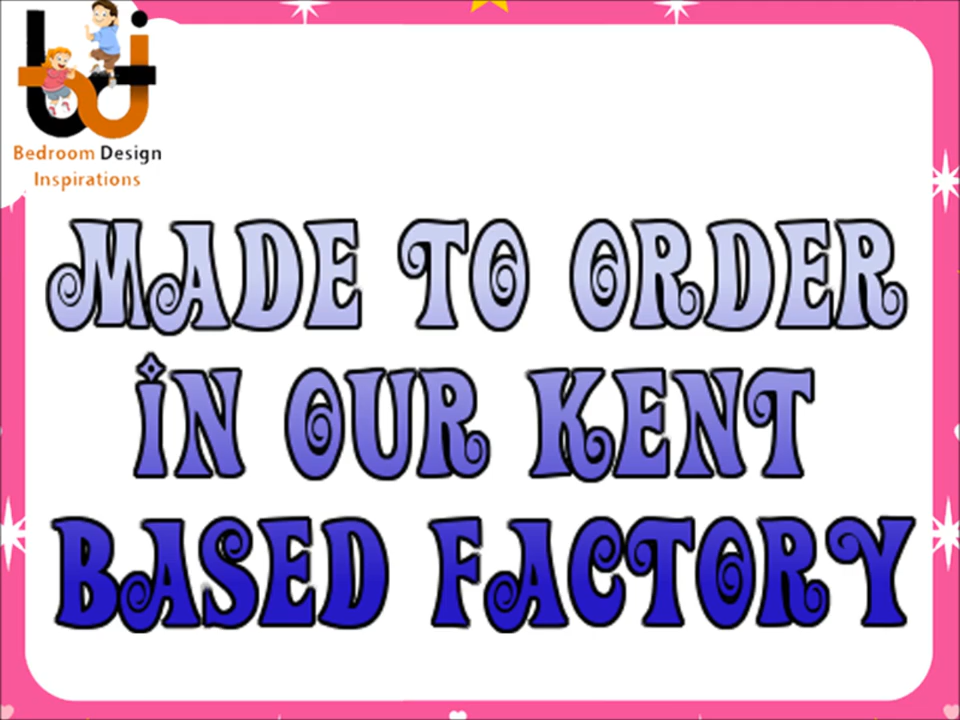 Bedroom Design
Inspirations
MADE TO ORDER
iN OUR KENT
BASED FACTORY